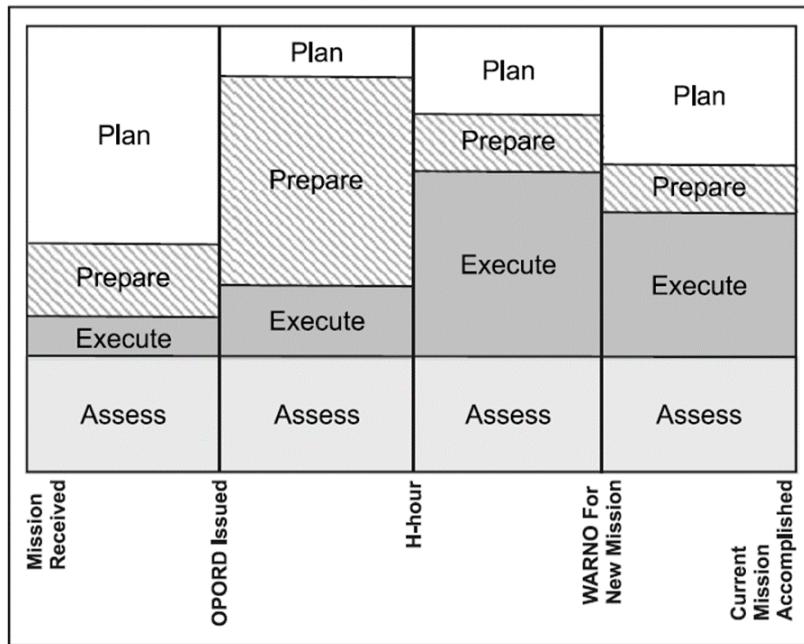 Plan
Prepare
Execute
Assess
Plan
Prepare
Execute
Assess
Plan
Prepare
Execute
Assess
Plan
Prepare
Execute
Assess
Mission
Received
OPORD Issued
H-hour
WARNO For
New Mission
Current
Mission
Accomplished